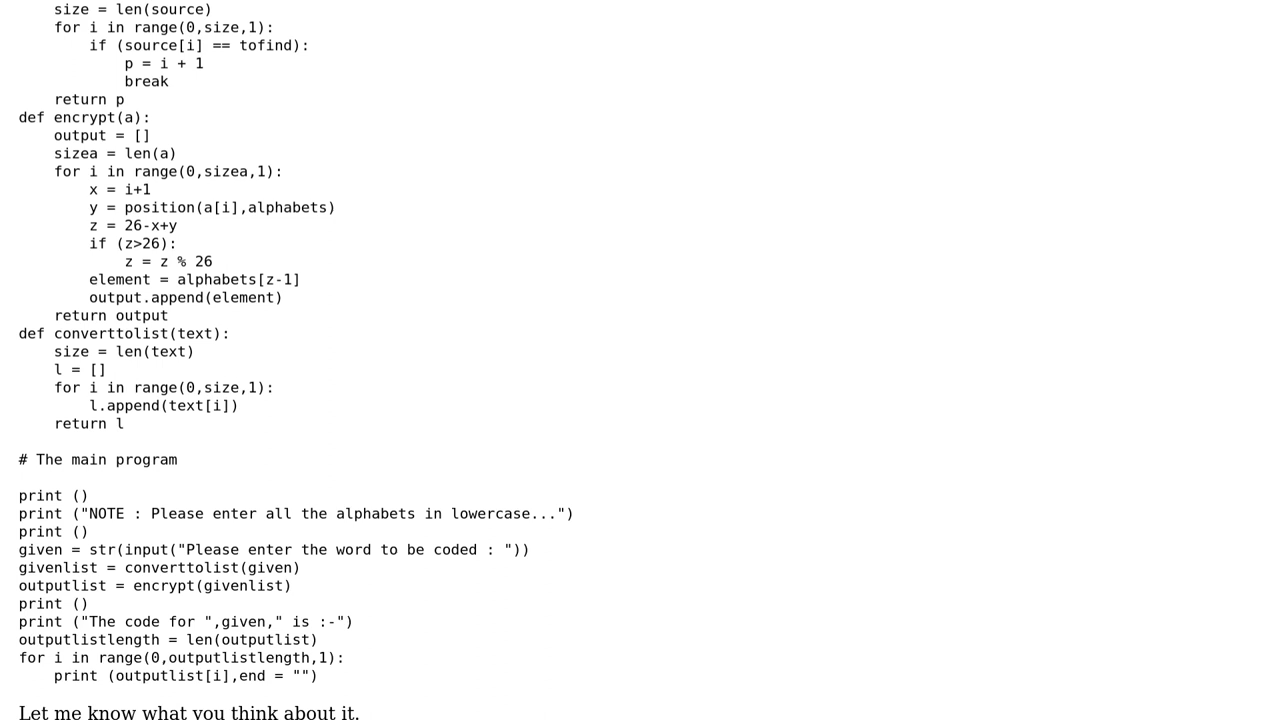 size = len(source)
    for i in range(0,size,1):
        if (source[i] == tofind):
            p = i + 1
            break
    return p
def encrypt(a):
    output = []
    sizea = len(a)
    for i in range(0,sizea,1):
        x = i+1
        y = position(a[i],alphabets)
        z = 26-x+y
        if (z>26):
            z = z % 26
        element = alphabets[z-1]
        output.append(element)
    return output
def converttolist(text):
    size = len(text)
    l = []
    for i in range(0,size,1):
        l.append(text[i])
    return l

# The main program

print ()
print ("NOTE : Please enter all the alphabets in lowercase...")
print ()
given = str(input("Please enter the word to be coded : "))
givenlist = converttolist(given)
outputlist = encrypt(givenlist)
print ()
print ("The code for ",given," is :-")
outputlistlength = len(outputlist)
for i in range(0,outputlistlength,1):
    print (outputlist[i],end = "")

Let me know what you think about it.